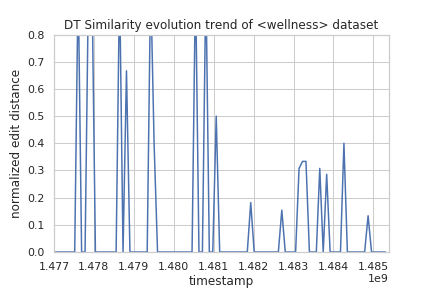 DT Similarity evolution trend of <wellness> dataset
0.8
0.7
0.6
0.5
0.4
0.3
0.2
0.1
0.0
normalized edit distance
1.477 1.478 1.479 1.480 1.481 1.482 1.483 1.484 1.485
1e9
timestamp